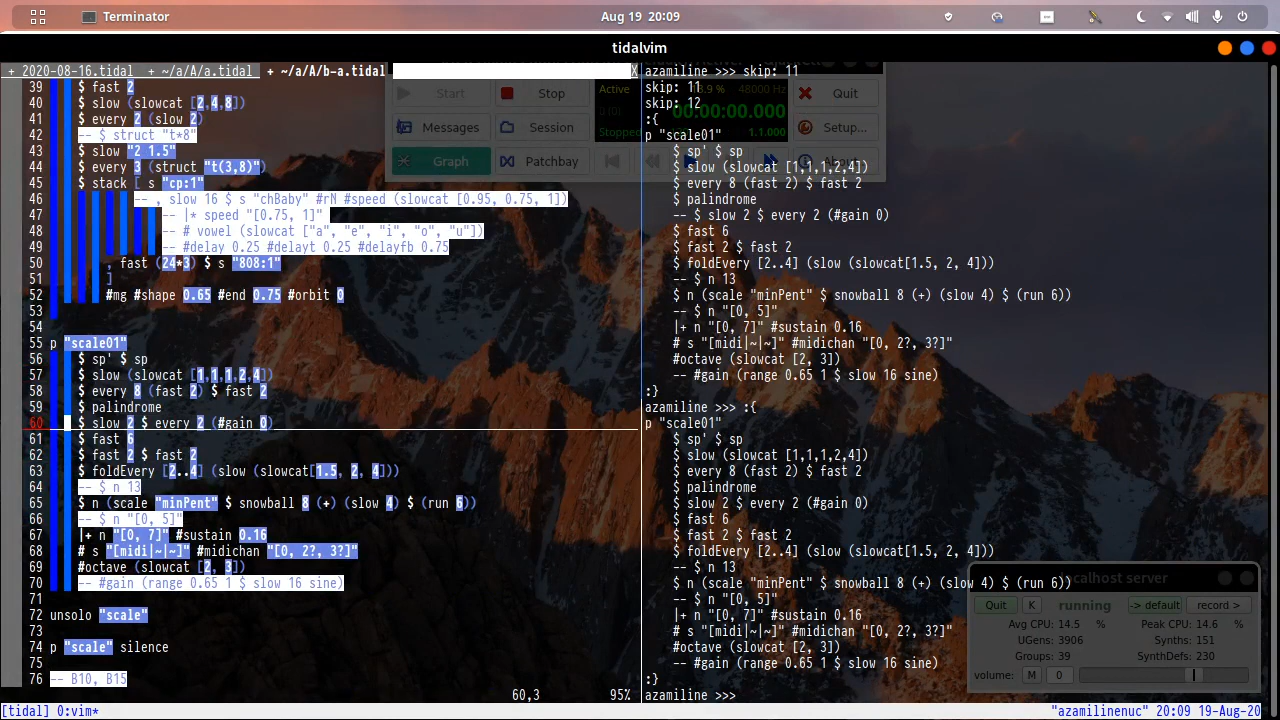 Terminator
Aug 19 20:09
tidalvim
+ 2020-08-16.tidal + ~/a/A/a.tidal + ~/a/A/b-a.tidal X
39 $ fast 2
40 $ slow (slowcat [2,4,8])
41 $ every 2 (slow 2)
42 -- $ struct "t*8"
43 $ slow "2 1.5"
44 $ every 3 (struct "t(3,8)")
45 $ stack [ s "cp:1"
46 -- , slow 16 $ s "chBaby" #rN #speed (slowcat [0.95, 0.75, 1])
47 -- |* speed "[0.75, 1]"
48 -- # vowel (slowcat ["a", "e", "i", "o", "u"])
49 -- #delay 0.25 #delayt 0.25 #delayfb 0.75
50 , fast (24*3) $ s "808:1"
51 ]
52 #mg #shape 0.65 #end 0.75 #orbit 0
53
54
55 p "scale01"
56 $ sp' $ sp
57 $ slow (slowcat [1,1,1,2,4])
58 $ every 8 (fast 2) $ fast 2
59 $ palindrome
60 $ slow 2 $ every 2 (#gain 0)
61 $ fast 6
62 $ fast 2 $ fast 2
63 $ foldEvery [2..4] (slow (slowcat[1.5, 2, 4]))
64 -- $ n 13
65 $ n (scale "minPent" $ snowball 8 (+) (slow 4) $ (run 6))
66 -- $ n "[0, 5]"
67 |+ n "[0, 7]" #sustain 0.16
68 # s "[midi|~|~]" #midichan "[0, 2?, 3?]"
69 #octave (slowcat [2, 3])
70 -- #gain (range 0.65 1 $ slow 16 sine)
71
72 unsolo "scale"
73
74 p "scale" silence
75
76 -- B10, B15
60,3 95%
azamiline >>> skip: 11
skip: 11
skip: 12
:{
p "scale01"
$ sp' $ sp
$ slow (slowcat [1,1,1,2,4])
$ every 8 (fast 2) $ fast 2
$ palindrome
-- $ slow 2 $ every 2 (#gain 0)
$ fast 6
$ fast 2 $ fast 2
$ foldEvery [2..4] (slow (slowcat[1.5, 2, 4]))
-- $ n 13
$ n (scale "minPent" $ snowball 8 (+) (slow 4) $ (run 6))
-- $ n "[0, 5]"
|+ n "[0, 7]" #sustain 0.16
# s "[midi|~|~]" #midichan "[0, 2?, 3?]"
#octave (slowcat [2, 3])
-- #gain (range 0.65 1 $ slow 16 sine)
:}
azamiline >>> :{
p "scale01"
$ sp' $ sp
$ slow (slowcat [1,1,1,2,4])
$ every 8 (fast 2) $ fast 2
$ palindrome
$ slow 2 $ every 2 (#gain 0)
$ fast 6
$ fast 2 $ fast 2
$ foldEvery [2..4] (slow (slowcat[1.5, 2, 4]))
-- $ n 13
$ n (scale "minPent" $ snowball 8 (+) (slow 4) $ (run 6))
-- $ n "[0, 5]"
|+ n "[0, 7]" #sustain 0.16
# s "[midi|~|~]" #midichan "[0, 2?, 3?]"
#octave (slowcat [2, 3])
-- #gain (range 0.65 1 $ slow 16 sine)
:}
azamiline >>>
Start Stop Active 48000 Hz Quit
Messages Session 00:00:00.000 Setup...
Stopped 1.1.000
Graph Patchbay
localhost server
Quit K running -> default record >
Avg CPU: 14.5 % Peak CPU: 14.6 %
UGens: 3906 Synths: 151
Groups: 39 SynthDefs: 230
volume: M 0
[tidal] 0:vim* "azamilinenuc" 20:09 19-Aug-20